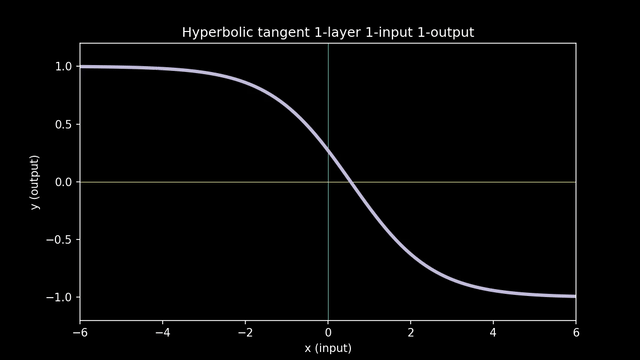 Hyperbolic tangent 1-layer 1-input 1-output
1.0
0.5
0.0
−0.5
−1.0
y (output)
−6 −4 −2 0 2 4 6
x (input)